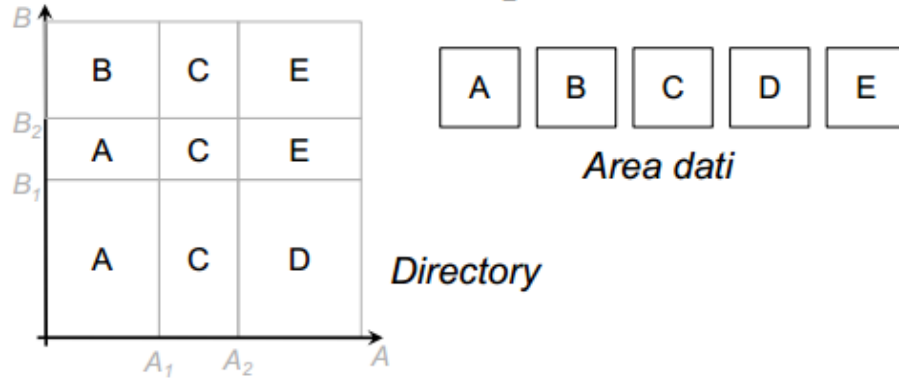 B
B C E
A B C D E
B₂
A C E
Area dati
B₁
A C D
Directory
A₁ A₂ A